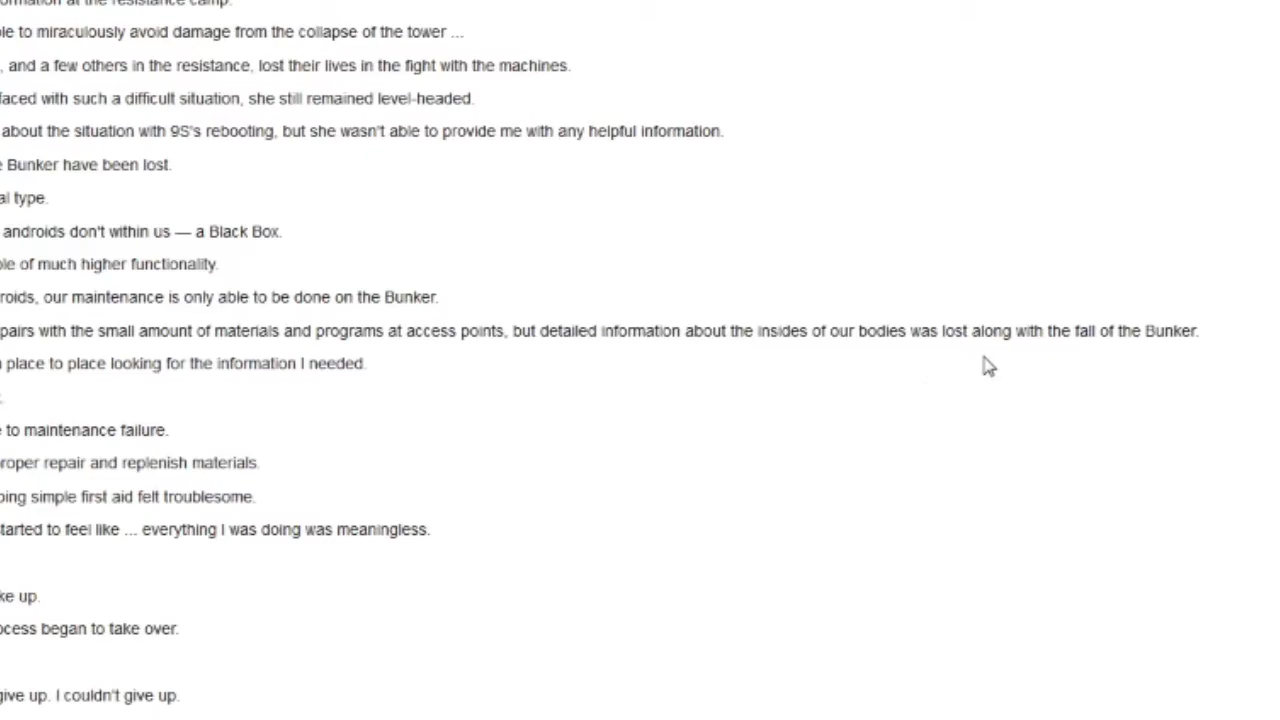 at the resistance camp.
to miraculously avoid damage from the collapse of the tower ...
, and a few others in the resistance, lost their lives in the fight with the machines.
faced with such a difficult situation, she still remained level-headed.
about the situation with 9S's rebooting, but she wasn't able to provide me with any helpful information.
Bunker have been lost.
type.
androids don't within us — a Black Box.
of much higher functionality.
roids, our maintenance is only able to be done on the Bunker.
pairs with the small amount of materials and programs at access points, but detailed information about the insides of our bodies was lost along with the fall of the Bunker.
place to place looking for the information I needed.
.
to maintenance failure.
roper repair and replenish materials.
ping simple first aid felt troublesome.
tarted to feel like ... everything I was doing was meaningless.
ke up.
ocess began to take over.
give up. I couldn't give up.